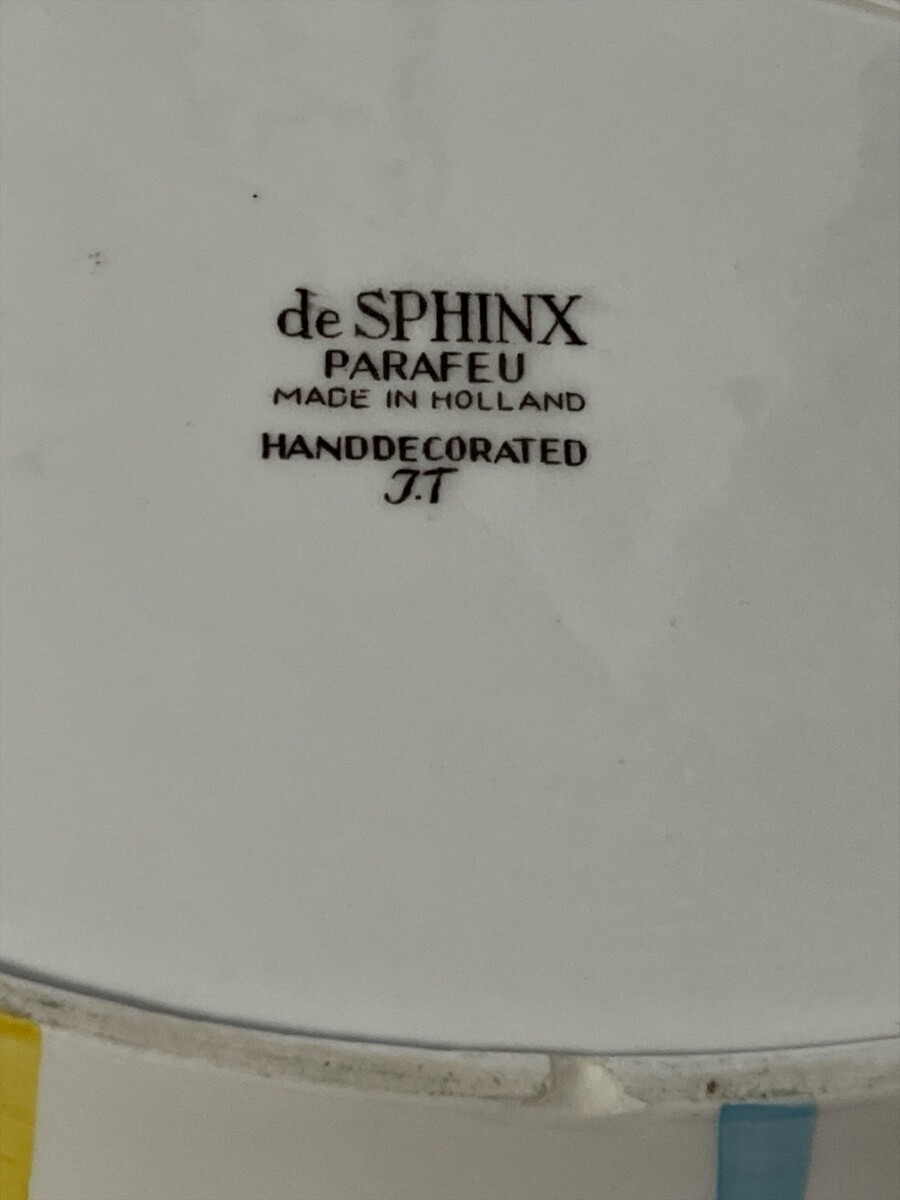 de SPHINX
PARAFEU
MADE IN HOLLAND
HANDDECORATED
J.T